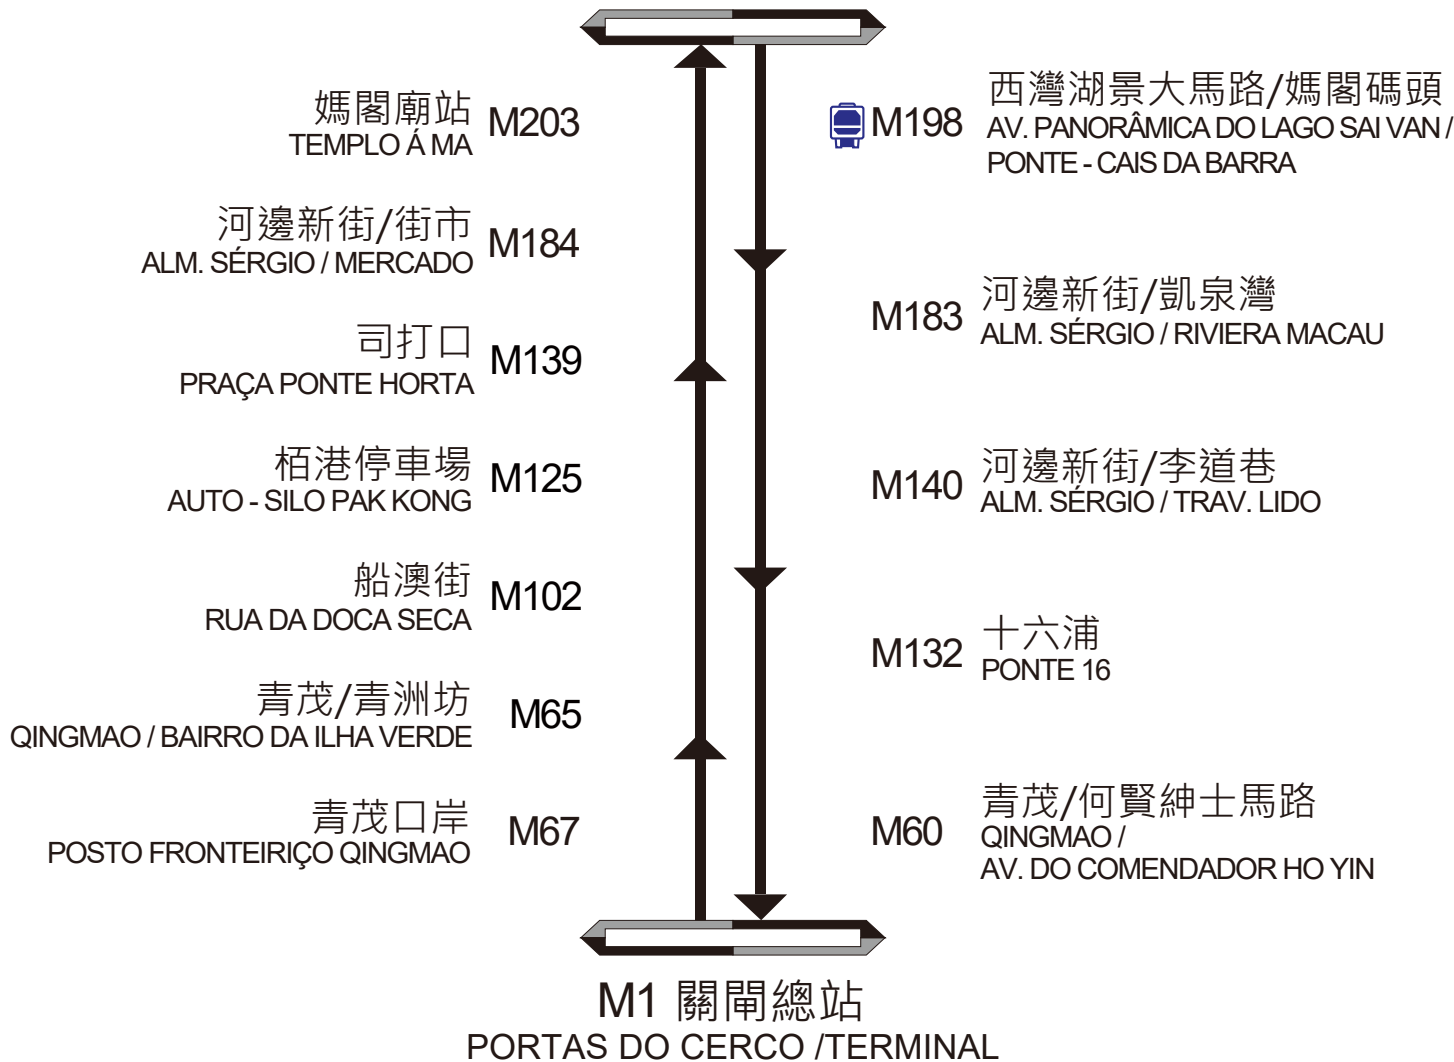 媽閣廟站
TEMPLO Á MA
M203
河邊新街/街市
ALM. SÉRGIO / MERCADO
M184
司打口
PRAÇA PONTE HORTA
M139
栢港停車場
AUTO - SILO PAK KONG
M125
船澳街
RUA DA DOCA SECA
M102
青茂/青洲坊
QINGMAO / BAIRRO DA ILHA VERDE
M65
青茂口岸
POSTO FRONTEIRIÇO QINGMAO
M67
M198
西灣湖景大馬路/媽閣碼頭
AV. PANORÂMICA DO LAGO SAI VAN /
PONTE - CAIS DA BARRA
M183
河邊新街/凱泉灣
ALM. SÉRGIO / RIVIERA MACAU
M140
河邊新街/李道巷
ALM. SÉRGIO / TRAV. LIDO
M132
十六浦
PONTE 16
M60
青茂/何賢紳士馬路
QINGMAO /
AV. DO COMENDADOR HO YIN
M1 關閘總站
PORTAS DO CERCO /TERMINAL